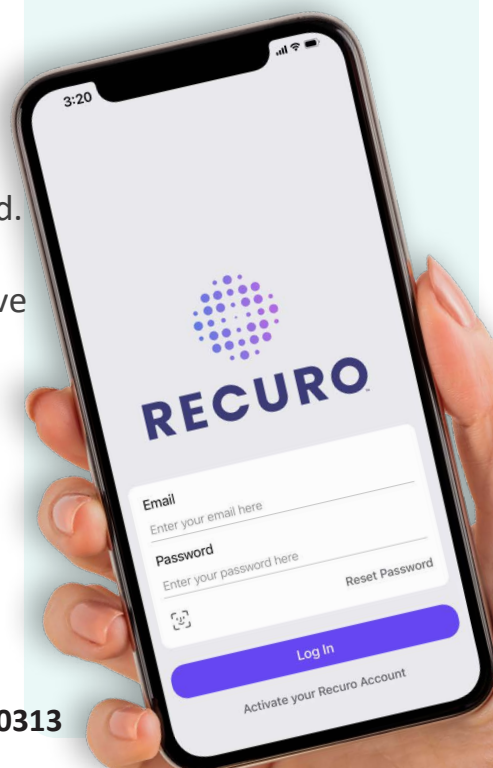 3:20
d.
ve
RECURO
Email
Enter your email here
Password
Enter your password here
Reset Password
Log In
Activate your Recuro Account
0313